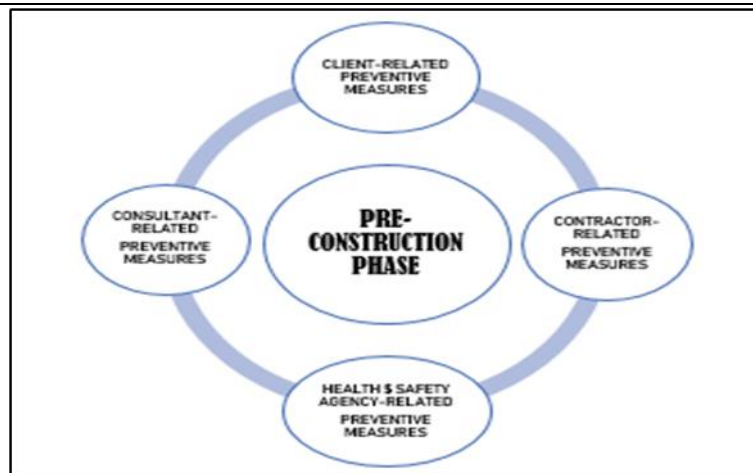 CLIENT-RELATED
PREVENTIVE
MEASURES
CONSULTANT-
RELATED
PREVENTIVE
MEASURES
PRE-
CONSTRUCTION
PHASE
CONTRACTOR-
RELATED
PREVENTIVE
MEASURES
HEALTH $ SAFETY
AGENCY-RELATED
PREVENTIVE
MEASURES